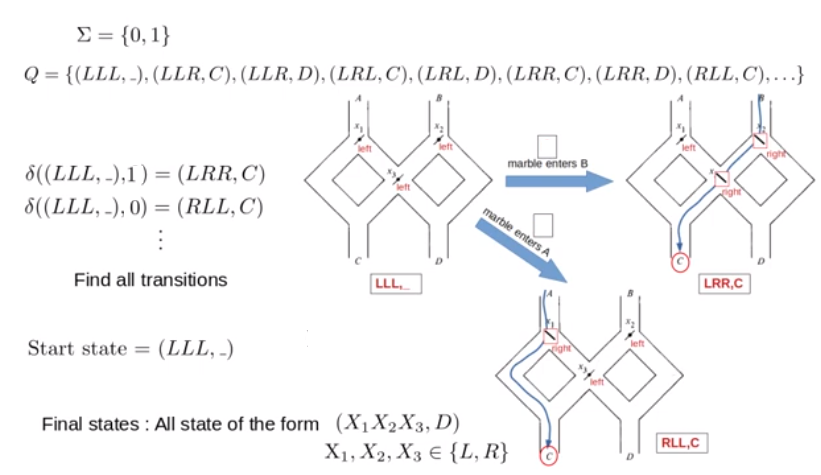 Σ = {0, 1}
Q = {(LLL, _), (LLR, C), (LLR, D), (LRL, C), (LRL, D), (LRR, C), (LRR, D), (RLL, C), . . .}
A
B
x₁
x₂
left
left
x₃
left
C
D
LLL,_
δ((LLL, _),1) = (LRR, C)
δ((LLL, _), 0) = (RLL, C)
⋮
Find all transitions
marble enters B
marble enters A
A
B
x₁
x₂
left
right
x
right
C
D
LRR,C
Start state = (LLL, _)
A
B
x₁
x₂
right
left
x₃
left
C
D
RLL,C
Final states : All state of the form (X₁X₂X₃, D)
X₁, X₂, X₃ ∈ {L, R}